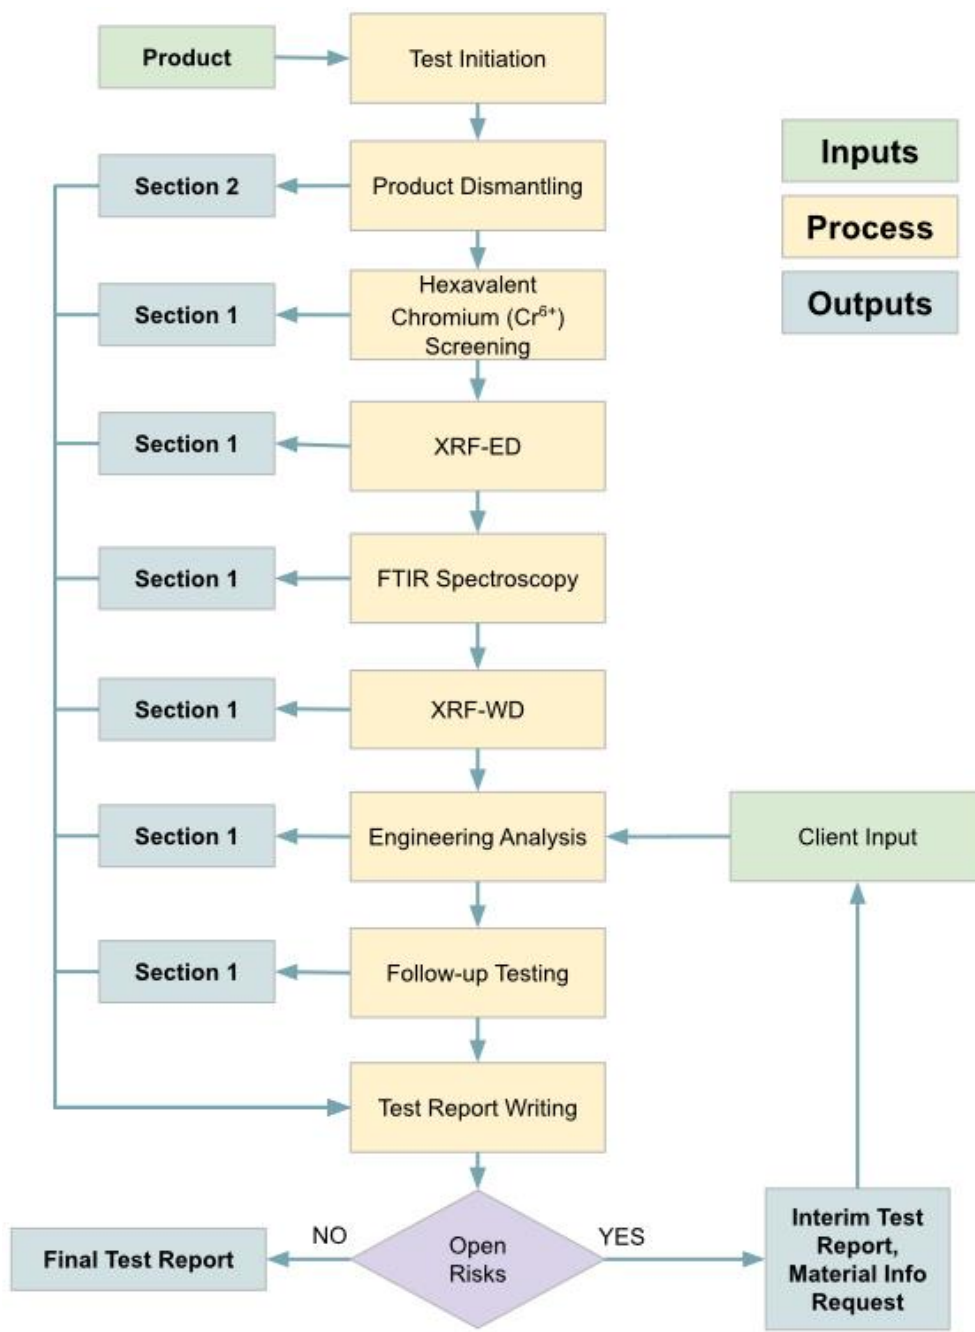 Product
Test Initiation
Inputs
Section 2
Product Dismantling
Process
Section 1
Hexavalent
Chromium (Cr⁶⁺)
Screening
Outputs
Section 1
XRF-ED
Section 1
FTIR Spectroscopy
Section 1
XRF-WD
Section 1
Engineering Analysis
Client Input
Section 1
Follow-up Testing
Test Report Writing
Final Test Report
NO
Open
Risks
YES
Interim Test
Report,
Material Info
Request